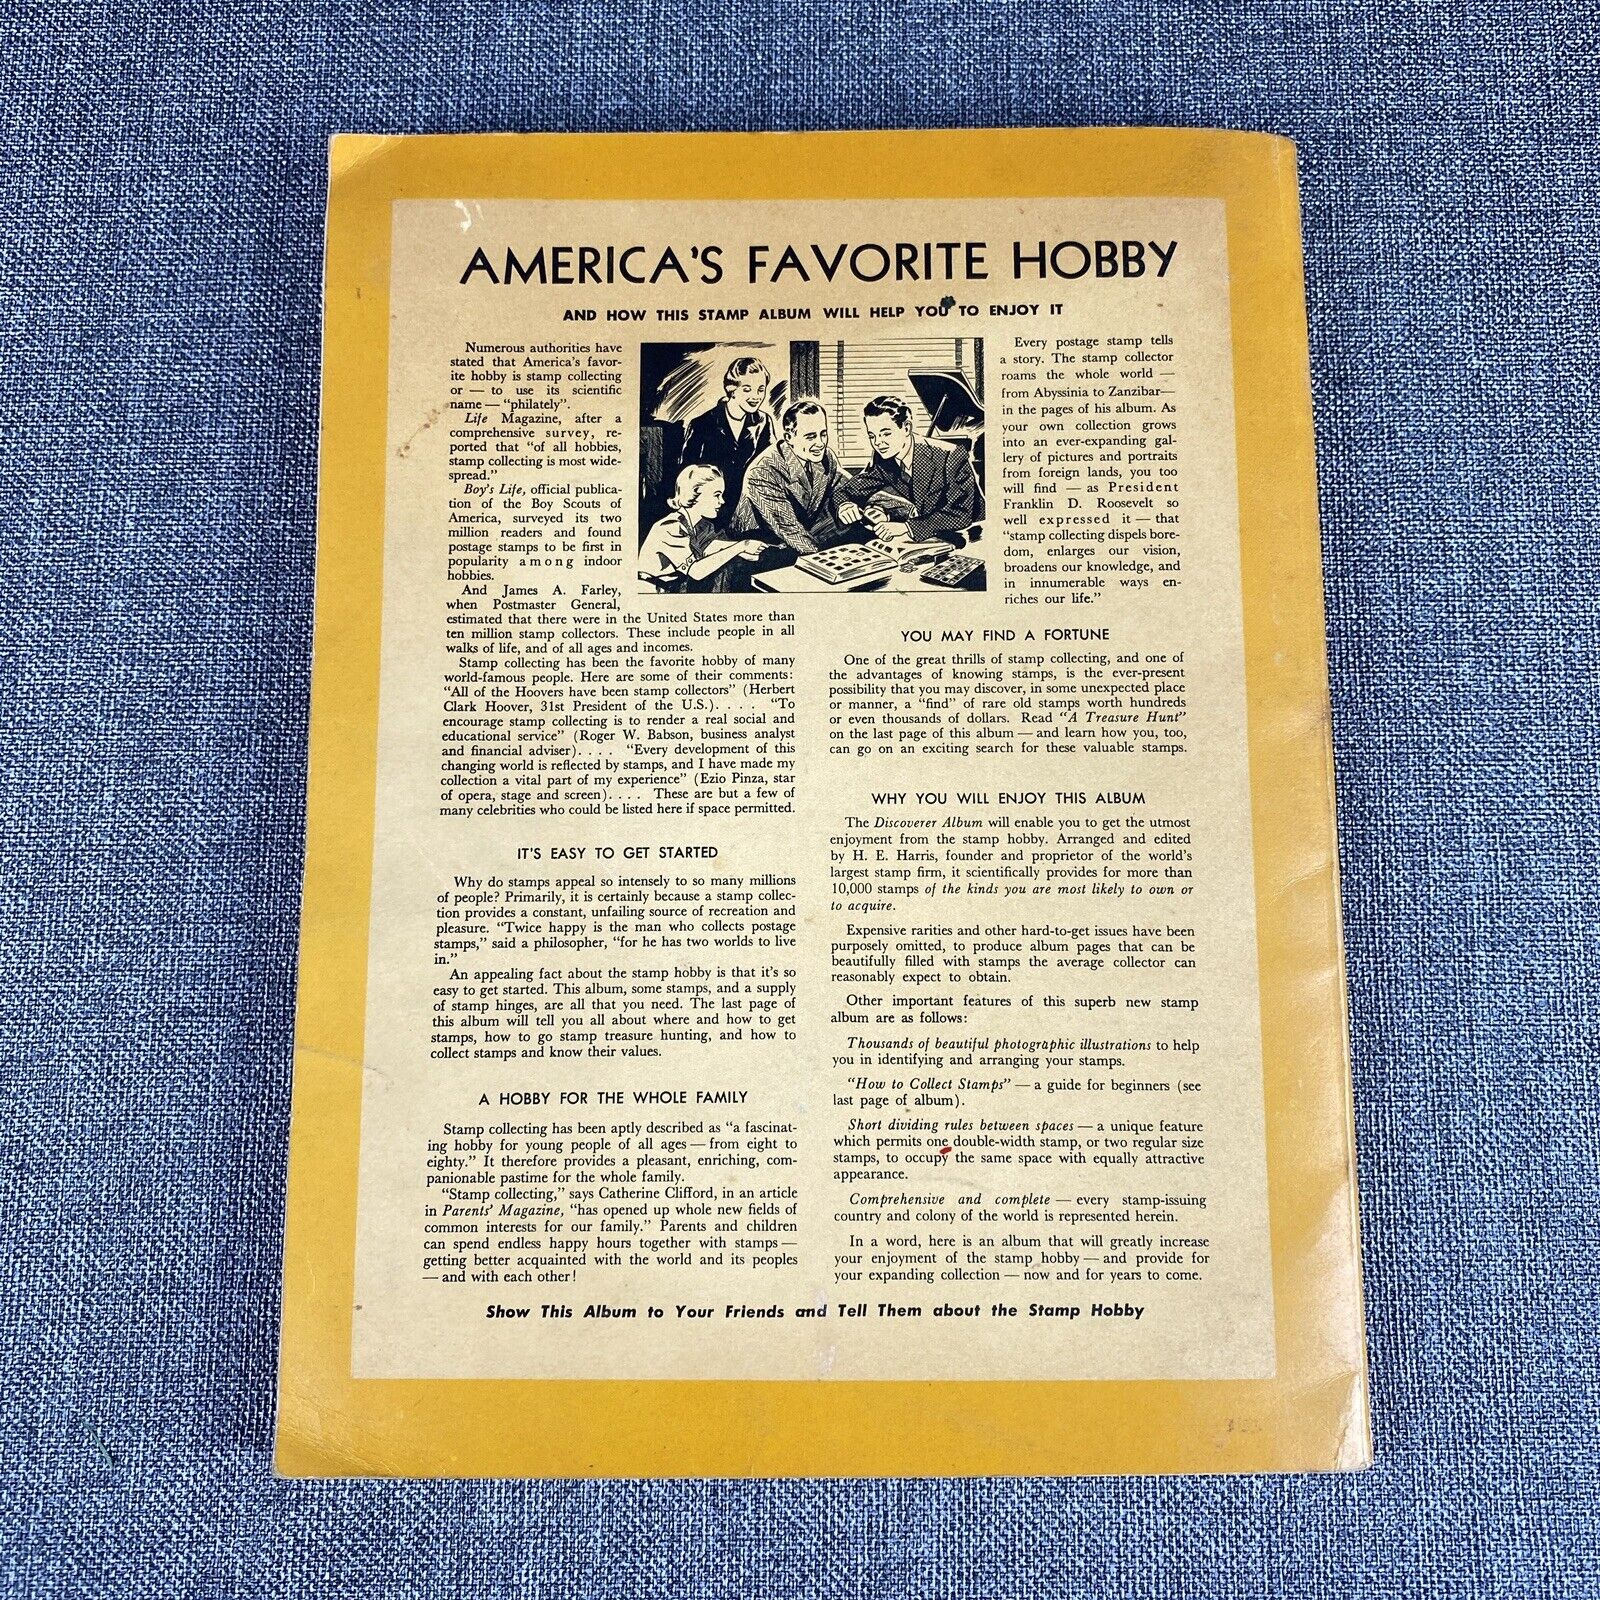 AMERICA'S FAVORITE HOBBY
AND HOW THIS STAMP ALBUM WILL HELP YOU TO ENJOY IT
Numerous authorities have
stated that America's favor-
ite hobby is stamp collecting
or — to use its scientific
name — "philately".
Life Magazine, after a
comprehensive survey, re-
ported that "of all hobbies,
stamp collecting is most wide-
spread."
Boy's Life, official publica-
tion of the Boy Scouts of
America, surveyed its two
million readers and found
postage stamps to be first in
popularity among indoor
hobbies.
And James A. Farley,
when Postmaster General,
estimated that there were in the United States more than
ten million stamp collectors. These include people in all
walks of life, and of all ages and incomes.
Stamp collecting has been the favorite hobby of many
world-famous people. Here are some of their comments:
"All of the Hoovers have been stamp collectors" (Herbert
Clark Hoover, 31st President of the U.S.). . . . "To
encourage stamp collecting is to render a real social and
educational service" (Roger W. Babson, business analyst
and financial adviser). . . . "Every development of this
changing world is reflected by stamps, and I have made my
collection a vital part of my experience" (Ezio Pinza, star
of opera, stage and screen). . . . These are but a few of
many celebrities who could be listed here if space permitted.
IT'S EASY TO GET STARTED
Why do stamps appeal so intensely to so many millions
of people? Primarily, it is certainly because a stamp collec-
tion provides a constant, unfailing source of recreation and
pleasure. "Twice happy is the man who collects postage
stamps," said a philosopher, "for he has two worlds to live
in."
An appealing fact about the stamp hobby is that it's so
easy to get started. This album, some stamps, and a supply
of stamp hinges, are all that you need. The last page of
this album will tell you all about where and how to get
stamps, how to go stamp treasure hunting, and how to
collect stamps and know their values.
A HOBBY FOR THE WHOLE FAMILY
Stamp collecting has been aptly described as "a fascinat-
ing hobby for young people of all ages — from eight to
eighty." It therefore provides a pleasant, enriching, com-
panionable pastime for the whole family.
"Stamp collecting," says Catherine Clifford, in an article
in Parents' Magazine, "has opened up whole new fields of
common interests for our family." Parents and children
can spend endless happy hours together with stamps —
getting better acquainted with the world and its peoples
— and with each other!
Every postage stamp tells
a story. The stamp collector
roams the whole world —
from Abyssinia to Zanzibar—
in the pages of his album. As
your own collection grows
into an ever-expanding gal-
lery of pictures and portraits
from foreign lands, you too
will find — as President
Franklin D. Roosevelt so
well expressed it — that
"stamp collecting dispels bore-
dom, enlarges our vision,
broadens our knowledge, and
in innumerable ways en-
riches our life."
YOU MAY FIND A FORTUNE
One of the great thrills of stamp collecting, and one of
the advantages of knowing stamps, is the ever-present
possibility that you may discover, in some unexpected place
or manner, a "find" of rare old stamps worth hundreds
or even thousands of dollars. Read "A Treasure Hunt"
on the last page of this album — and learn how you, too,
can go on an exciting search for these valuable stamps.
WHY YOU WILL ENJOY THIS ALBUM
The Discoverer Album will enable you to get the utmost
enjoyment from the stamp hobby. Arranged and edited
by H. E. Harris, founder and proprietor of the world's
largest stamp firm, it scientifically provides for more than
10,000 stamps of the kinds you are most likely to own or
to acquire.
Expensive rarities and other hard-to-get issues have been
purposely omitted, to produce album pages that can be
beautifully filled with stamps the average collector can
reasonably expect to obtain.
Other important features of this superb new stamp
album are as follows:
Thousands of beautiful photographic illustrations to help
you in identifying and arranging your stamps.
"How to Collect Stamps" — a guide for beginners (see
last page of album).
Short dividing rules between spaces — a unique feature
which permits one double-width stamp, or two regular size
stamps, to occupy the same space with equally attractive
appearance.
Comprehensive and complete — every stamp-issuing
country and colony of the world is represented herein.
In a word, here is an album that will greatly increase
your enjoyment of the stamp hobby — and provide for
your expanding collection — now and for years to come.
Show This Album to Your Friends and Tell Them about the Stamp Hobby